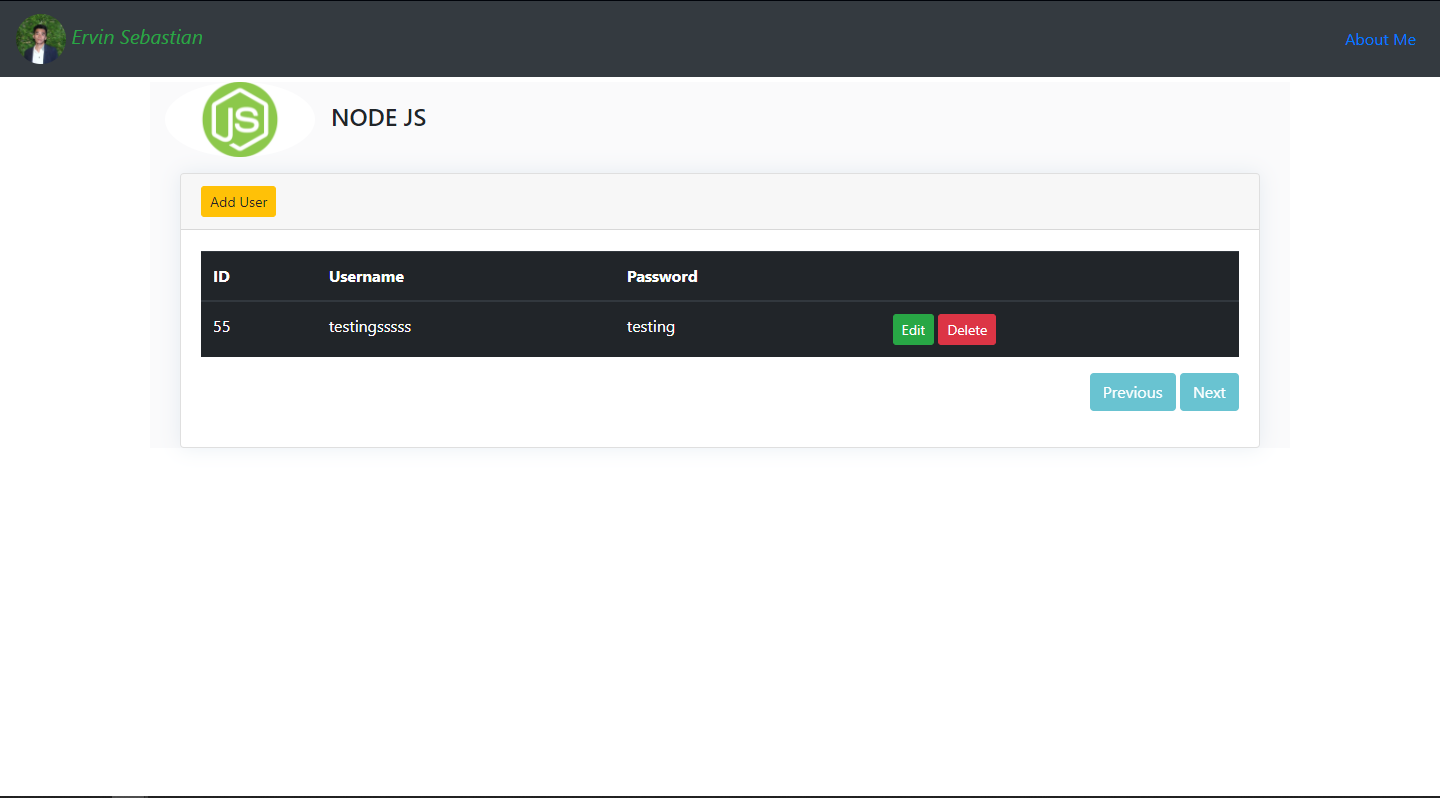 Ervin Sebastian
About Me
JS
NODE JS
Add User
ID Username Password
55 testingsssss testing Edit Delete
Previous Next